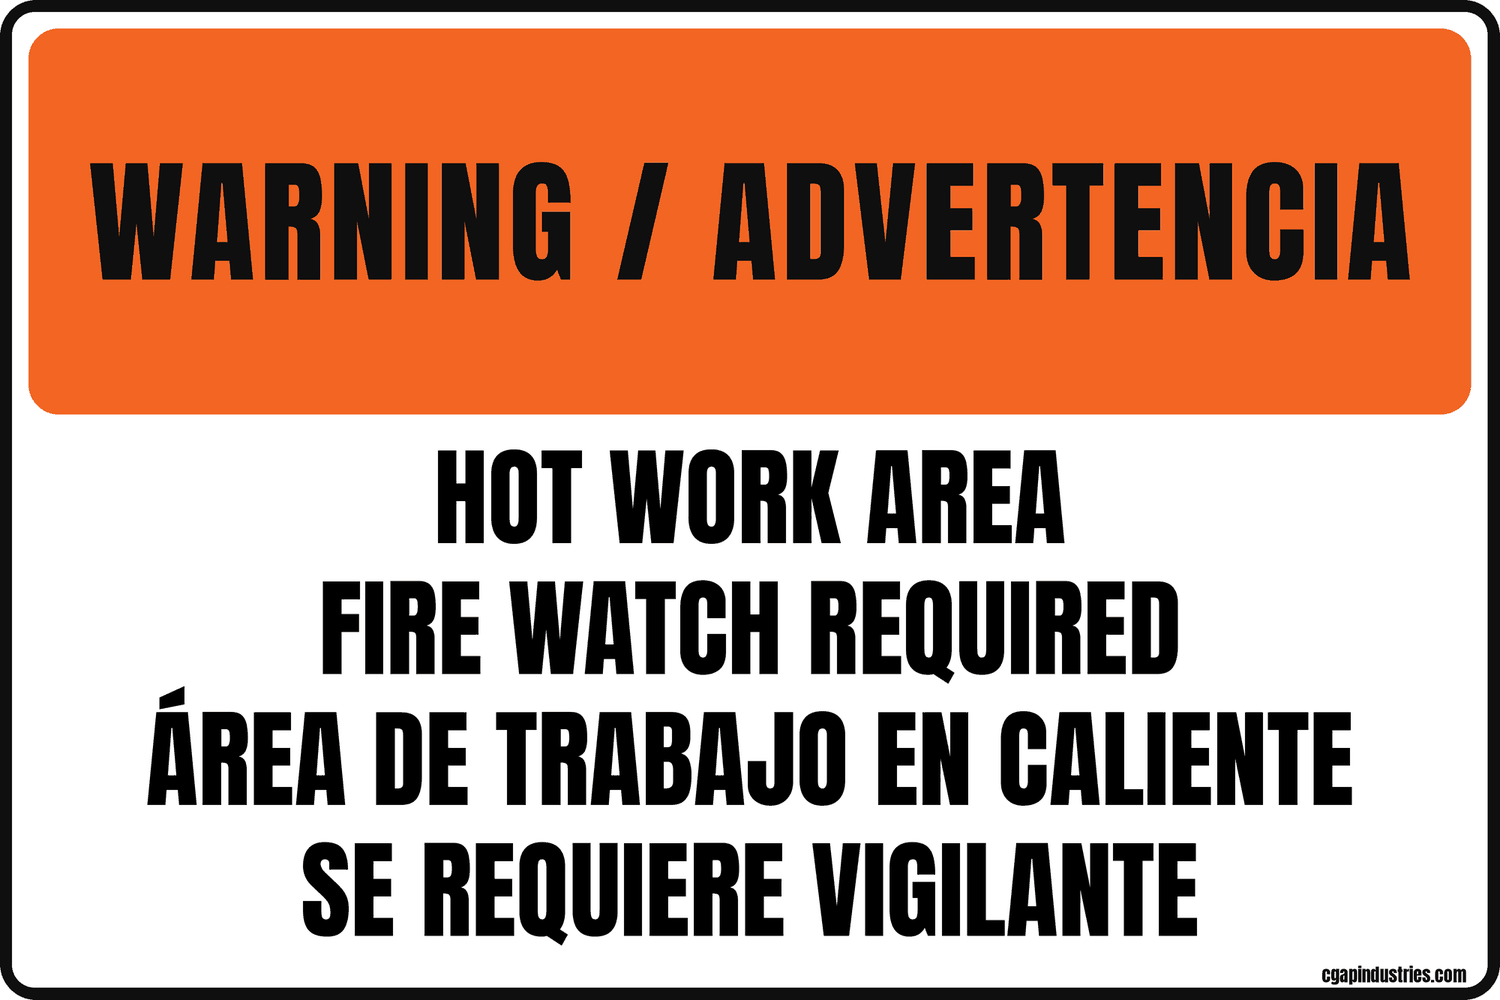 WARNING / ADVERTENCIA
HOT WORK AREA
FIRE WATCH REQUIRED
ÁREA DE TRABAJO EN CALIENTE
SE REQUIERE VIGILANTE
cgapindustries.com